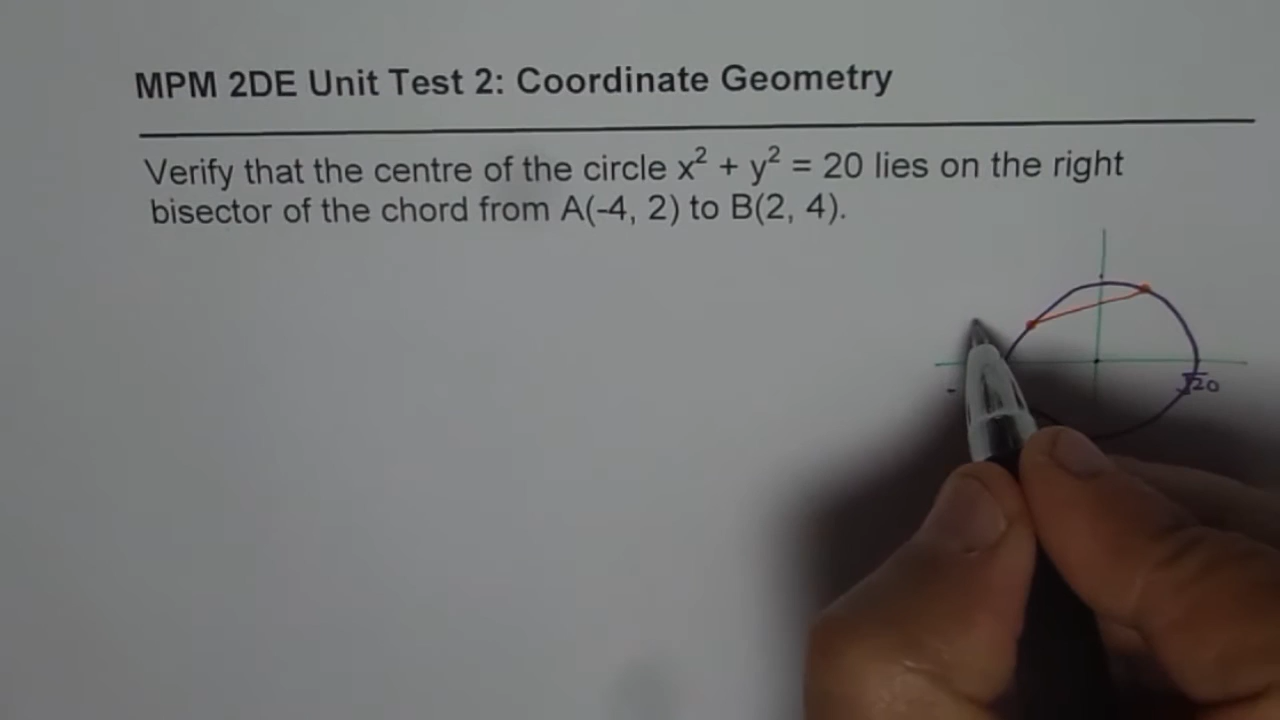 MPM 2DE Unit Test 2: Coordinate Geometry
Verify that the centre of the circle x² + y² = 20 lies on the right
bisector of the chord from A(-4, 2) to B(2, 4).
-
√20